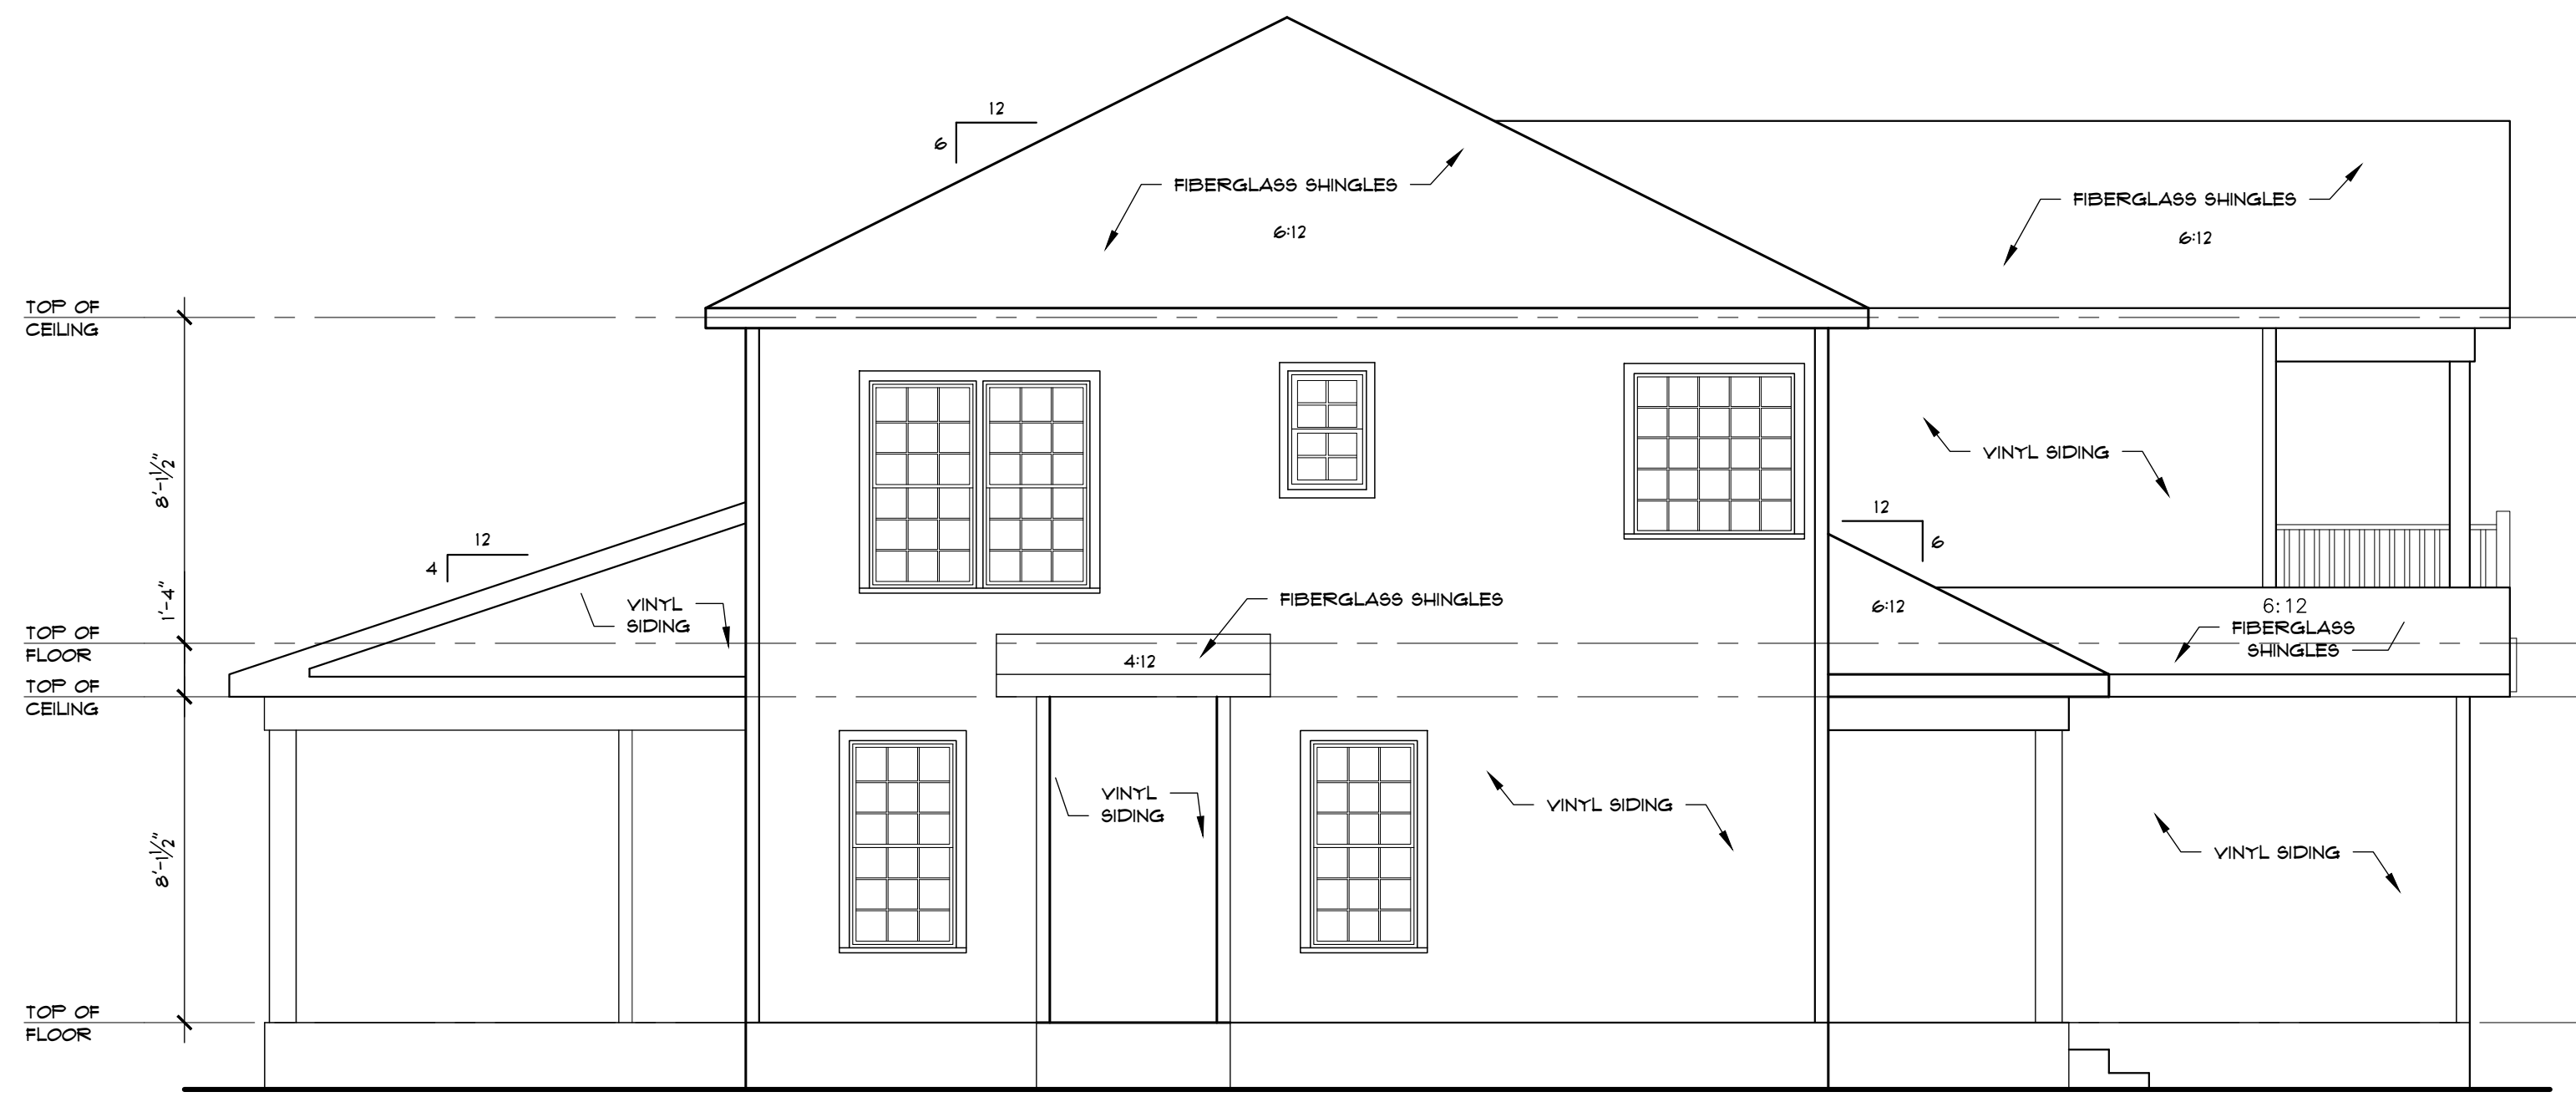 12
6
FIBERGLASS SHINGLES
6:12
FIBERGLASS SHINGLES
6:12
TOP OF
CEILING
8'-1½"
VINYL SIDING
12
6
12
4
1'-4"
VINYL
SIDING
FIBERGLASS SHINGLES
6:12
6:12
FIBERGLASS
SHINGLES
TOP OF
FLOOR
4:12
TOP OF
CEILING
8'-1½"
VINYL
SIDING
VINYL SIDING
VINYL SIDING
TOP OF
FLOOR